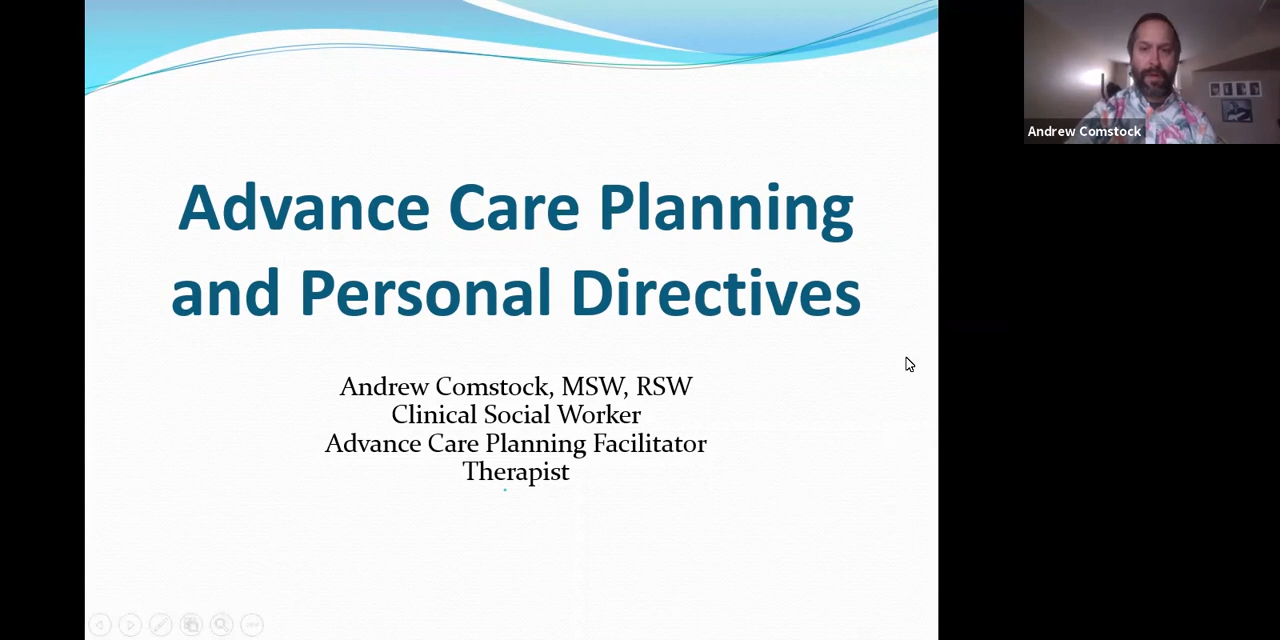 Advance Care Planning
and Personal Directives
Andrew Comstock, MSW, RSW
Clinical Social Worker
Advance Care Planning Facilitator
Therapist
Andrew Comstock